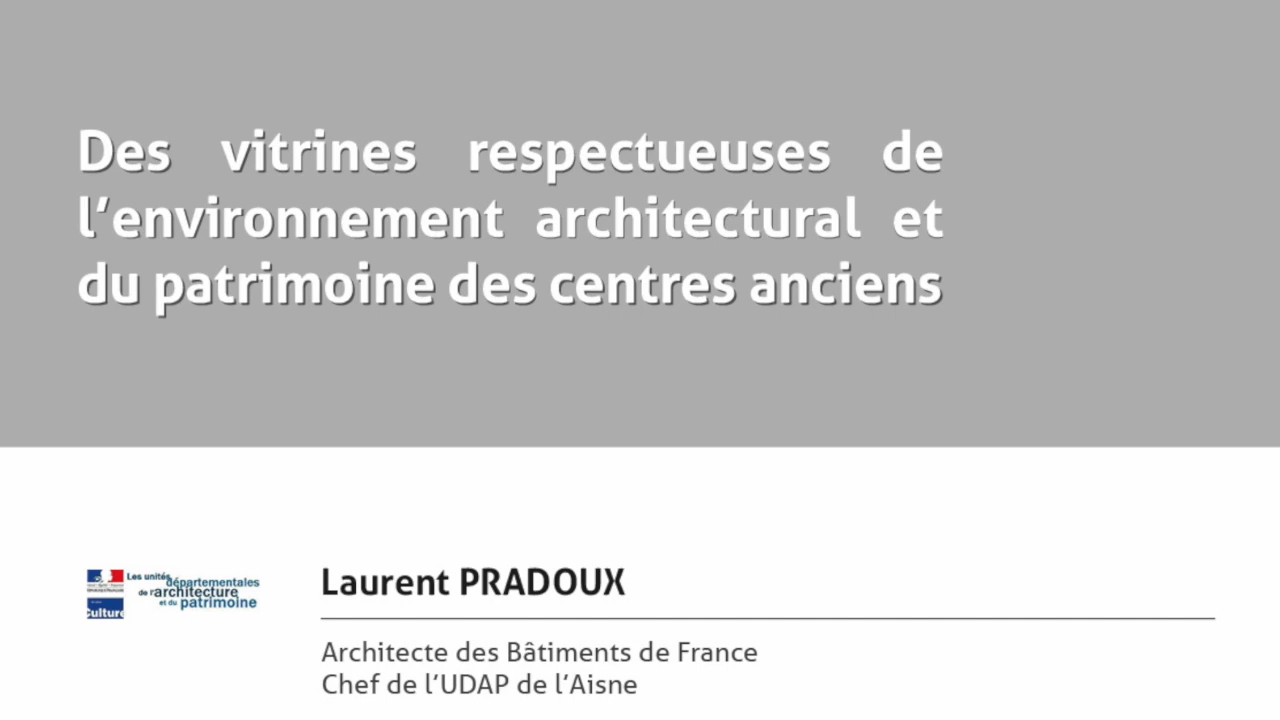 Des vitrines respectueuses de
l’environnement architectural et
du patrimoine des centres anciens
Les unités
départementales
de l'architecture
et du patrimoine
Culture
Laurent PRADOUX
Architecte des Bâtiments de France
Chef de l’UDAP de l’Aisne